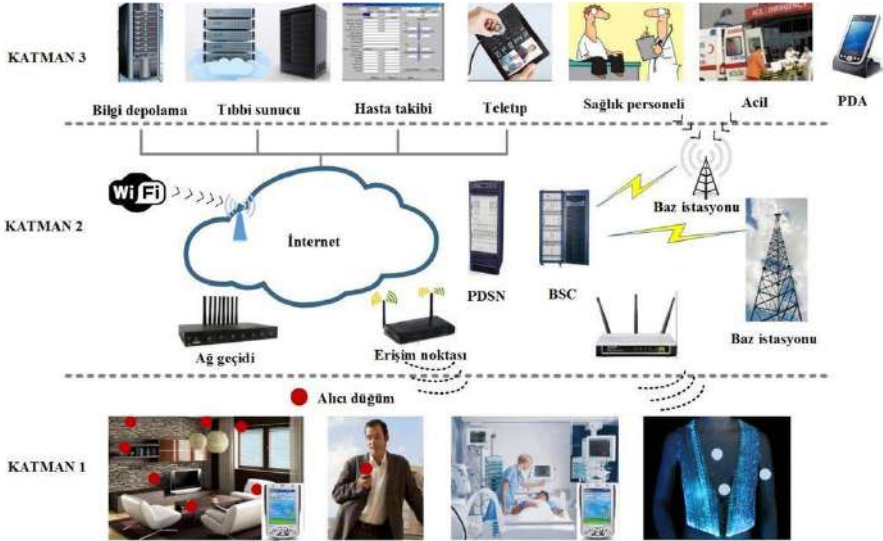 KATMAN 3
Bilgi depolama
Tıbbi sunucu
Hasta takibi
Teletıp
Sağlık personeli
Acil
PDA
Wi Fi
KATMAN 2
İnternet
PDSN
BSC
Baz istasyonu
Ağ geçidi
Erişim noktası
Baz istasyonu
Alıcı düğüm
KATMAN 1